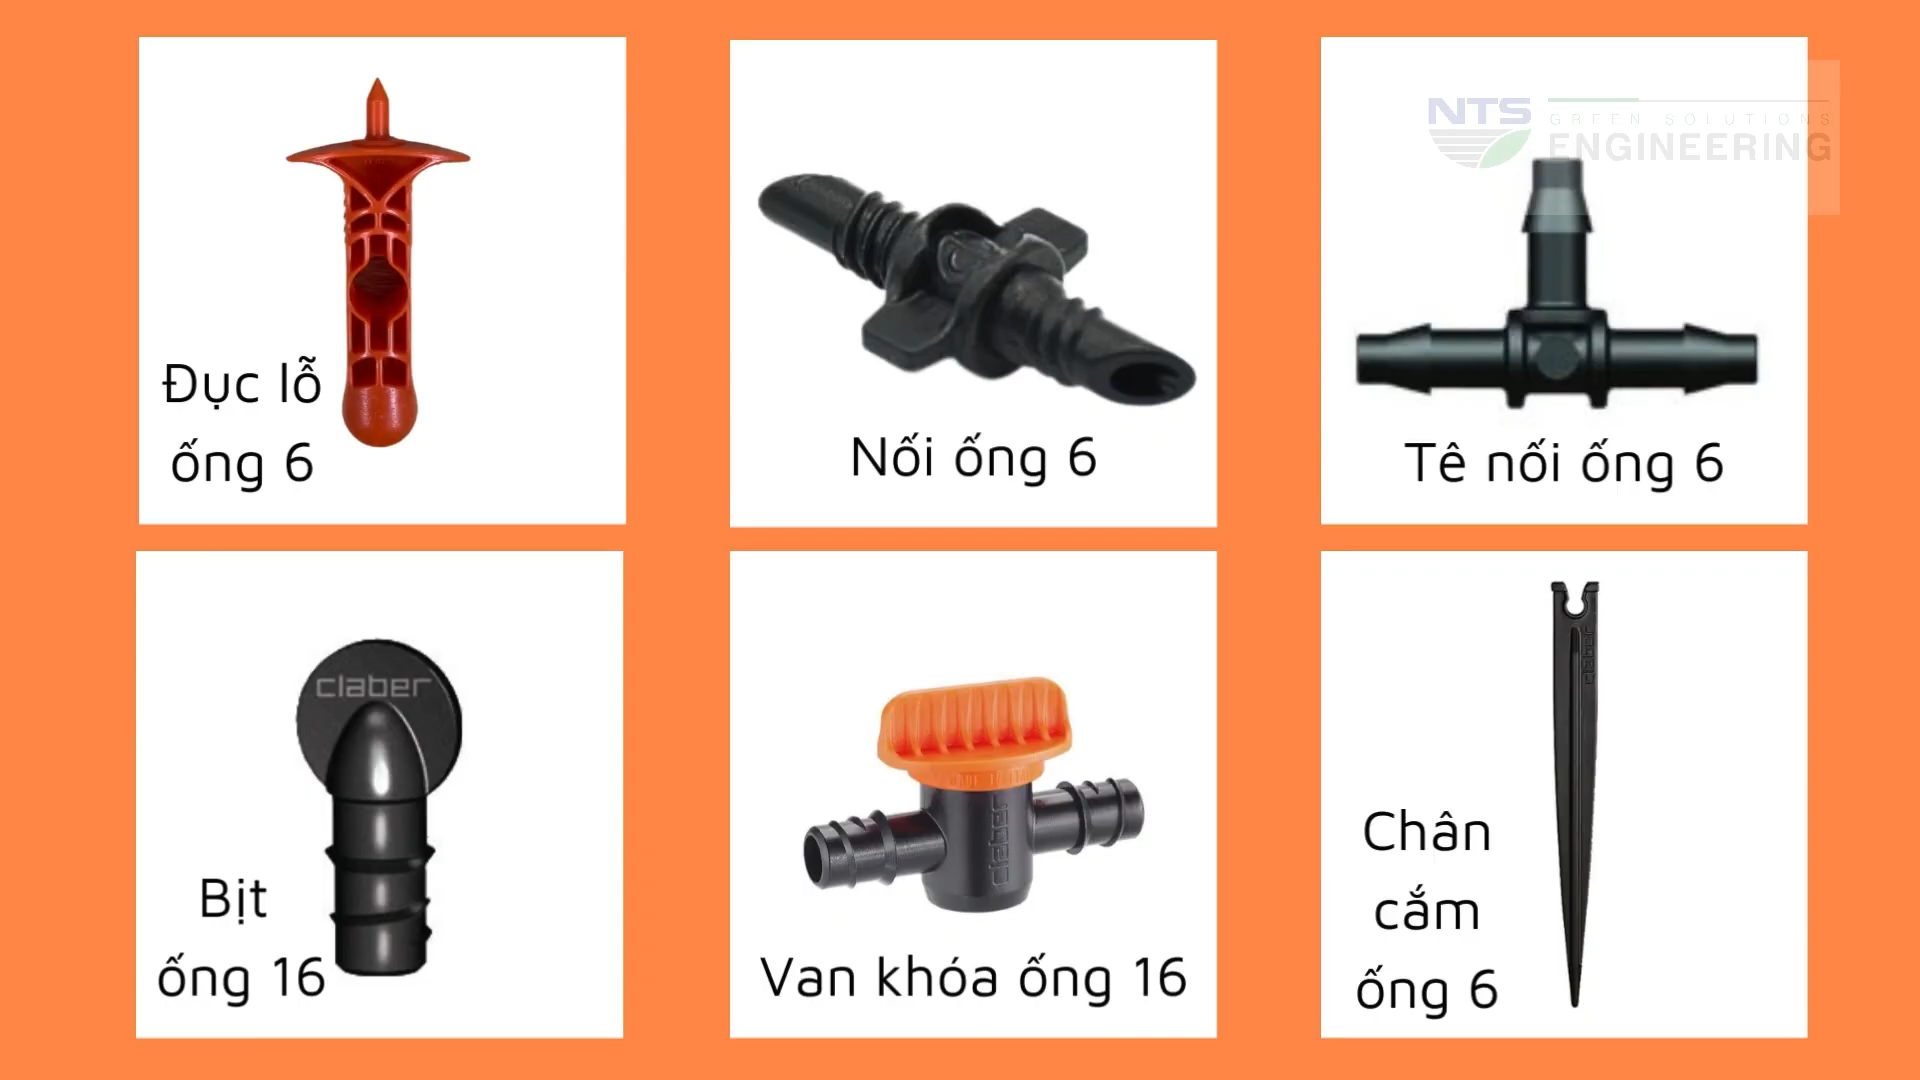 NTS
GREEN SOLUTIONS
ENGINEERING
Đục lỗ
ống 6
Nối ống 6
Tê nối ống 6
claber
Bịt
ống 16
claber
Van khóa ống 16
claber
Chân
cắm
ống 6